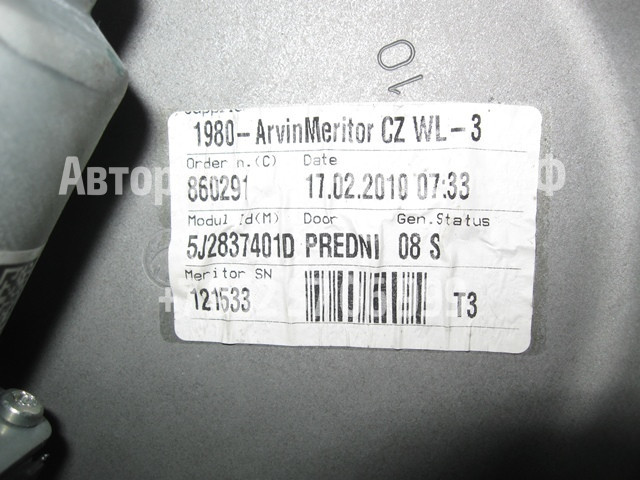 10
1980-ArvinMeritor CZ WL-3
Order n.(C) Date
860291 17.02.2010 07:33
Modul Id(M) Door Gen.Status
5J2837401D PREDNI 08 S
Meritor SN
121533 T3